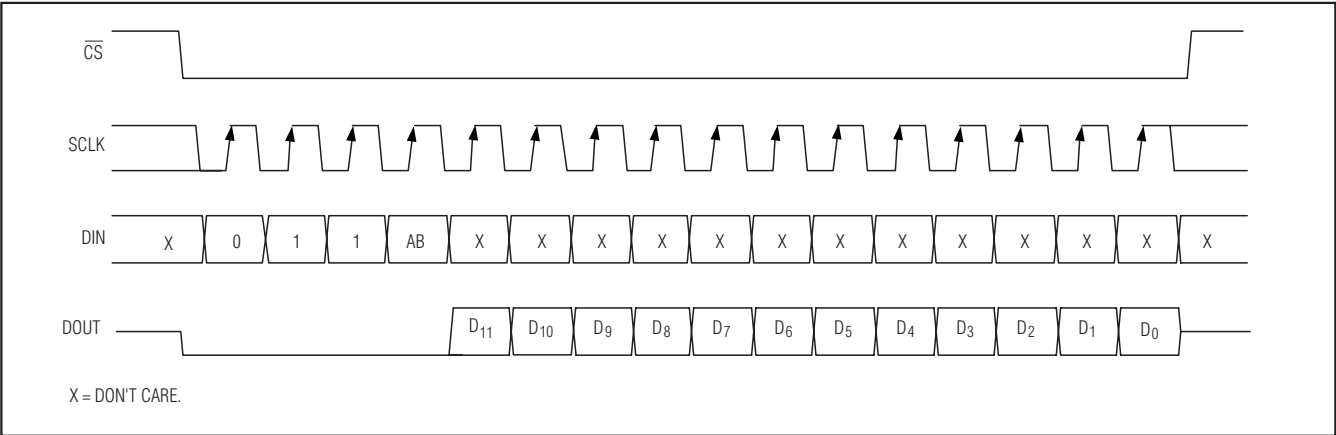 C̅S̅
SCLK
DIN X 0 1 1 AB X X X X X X X X X X X X X
DOUT D11 D10 D9 D8 D7 D6 D5 D4 D3 D2 D1 D0
X = DON'T CARE.